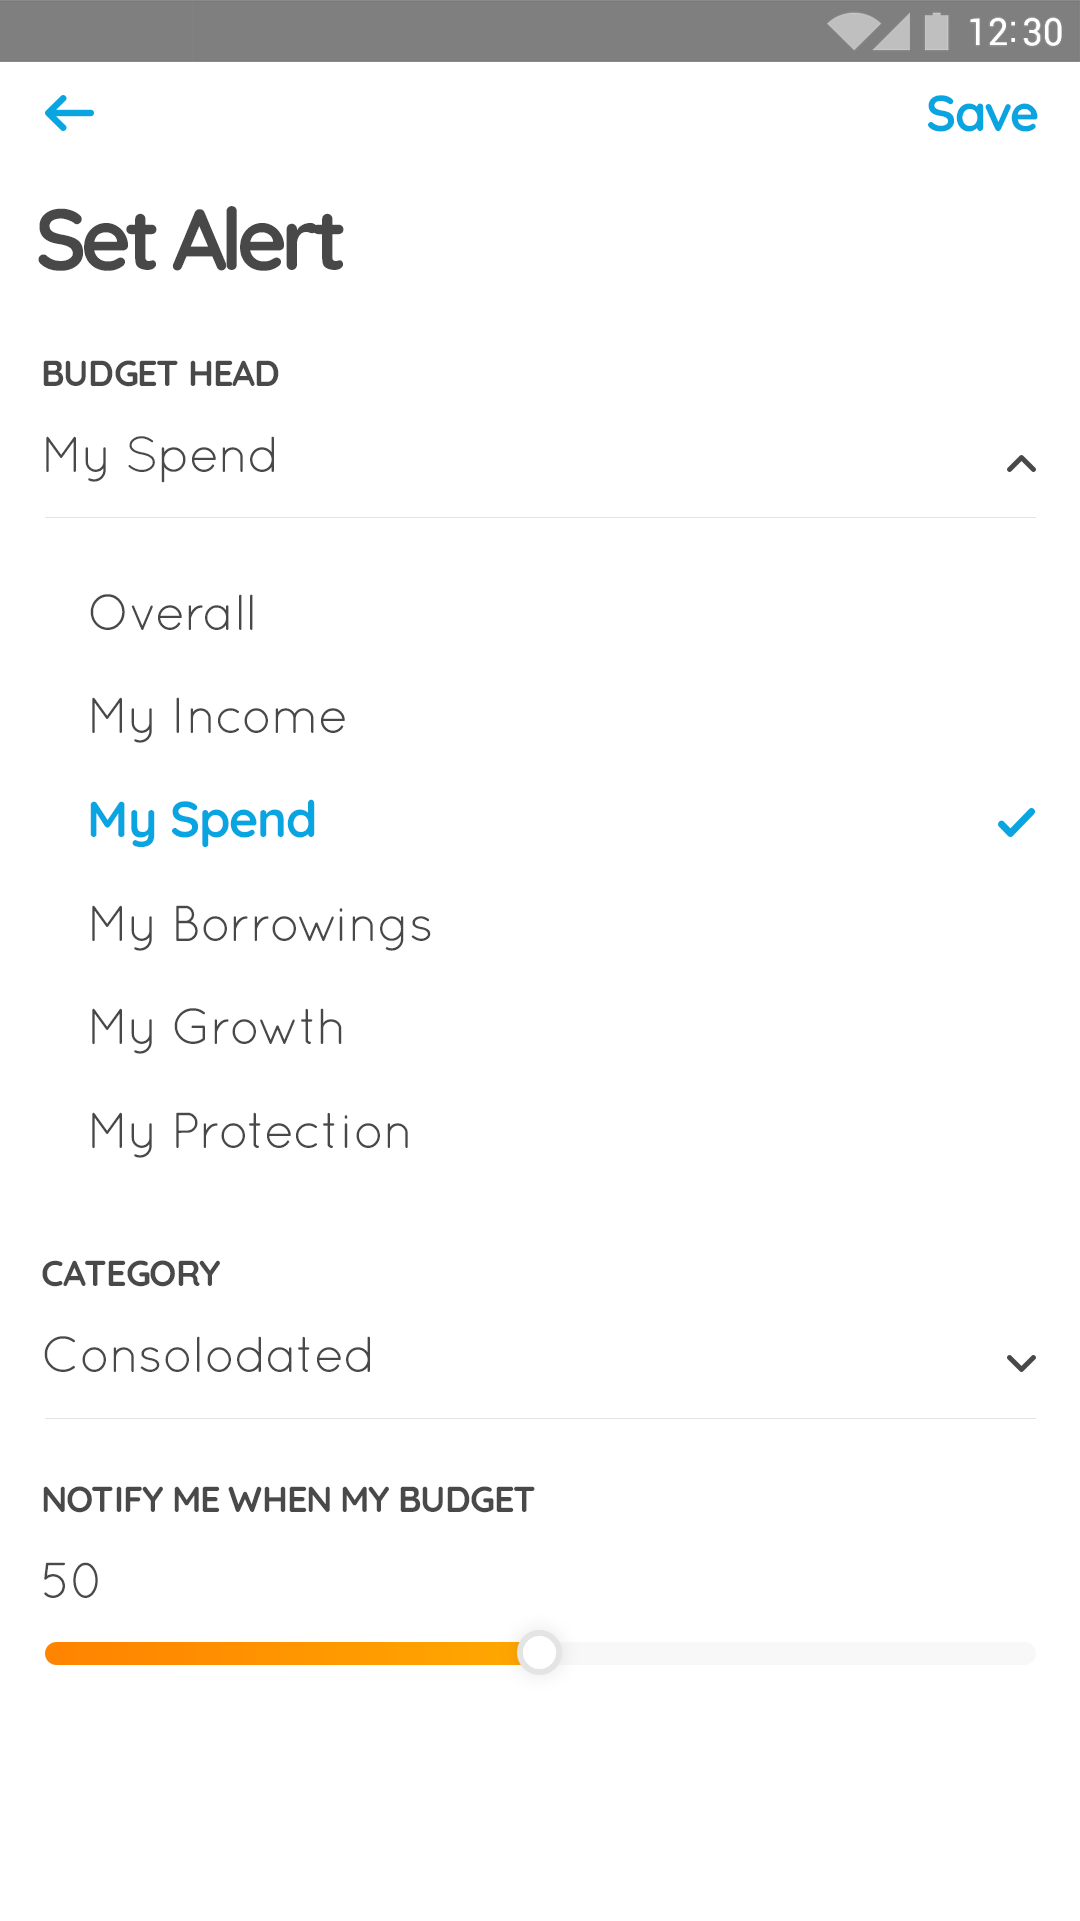 12:30
Save
Set Alert
BUDGET HEAD
My Spend
Overall
My Income
My Spend
My Borrowings
My Growth
My Protection
CATEGORY
Consolodated
NOTIFY ME WHEN MY BUDGET
50